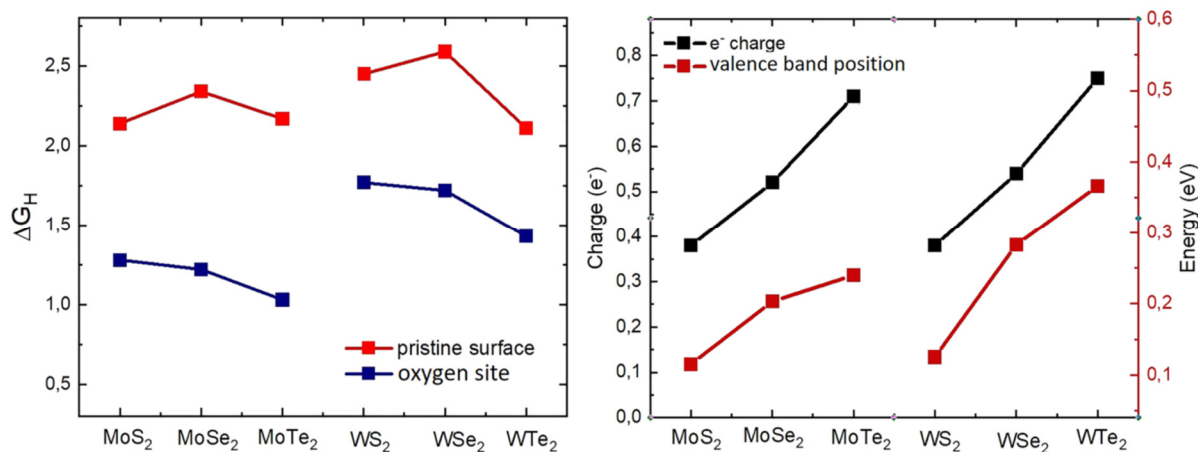 ΔG_H
2,5
2,0
1,5
1,0
0,5
pristine surface
oxygen site
MoS₂ MoSe₂ MoTe₂ WS₂ WSe₂ WTe₂
Charge (e⁻)
0,8
0,7
0,6
0,5
0,4
0,3
0,2
0,1
0,0
e⁻ charge
valence band position
MoS₂ MoSe₂ MoTe₂ WS₂ WSe₂ WTe₂
0,6
0,5
0,4
0,3
0,2
0,1
Energy (eV)